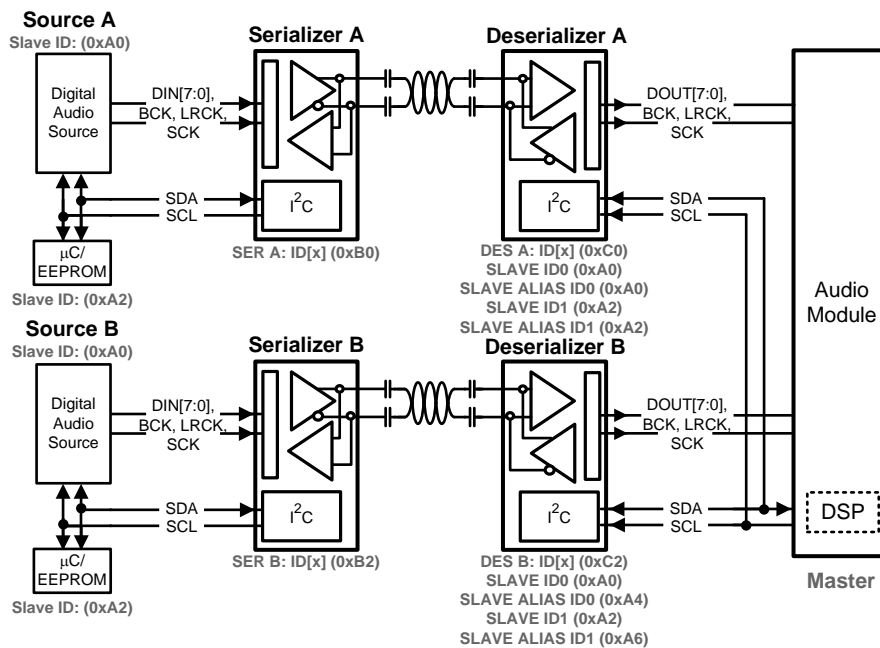 Source A
Slave ID: (0xA0)
Digital
Audio
Source
DIN[7:0],
BCK, LRCK,
SCK
SDA
SCL
µC/
EEPROM
Slave ID: (0xA2)
Serializer A
I²C
SER A: ID[x] (0xB0)
Deserializer A
I²C
DES A: ID[x] (0xC0)
SLAVE ID0 (0xA0)
SLAVE ALIAS ID0 (0xA0)
SLAVE ID1 (0xA2)
SLAVE ALIAS ID1 (0xA2)
DOUT[7:0],
BCK, LRCK,
SCK
SDA
SCL
Source B
Slave ID: (0xA0)
Digital
Audio
Source
DIN[7:0],
BCK, LRCK,
SCK
SDA
SCL
µC/
EEPROM
Slave ID: (0xA2)
Serializer B
I²C
SER B: ID[x] (0xB2)
Deserializer B
I²C
DES B: ID[x] (0xC2)
SLAVE ID0 (0xA0)
SLAVE ALIAS ID0 (0xA4)
SLAVE ID1 (0xA2)
SLAVE ALIAS ID1 (0xA6)
DOUT[7:0],
BCK, LRCK,
SCK
SDA
SCL
Audio
Module
DSP
Master